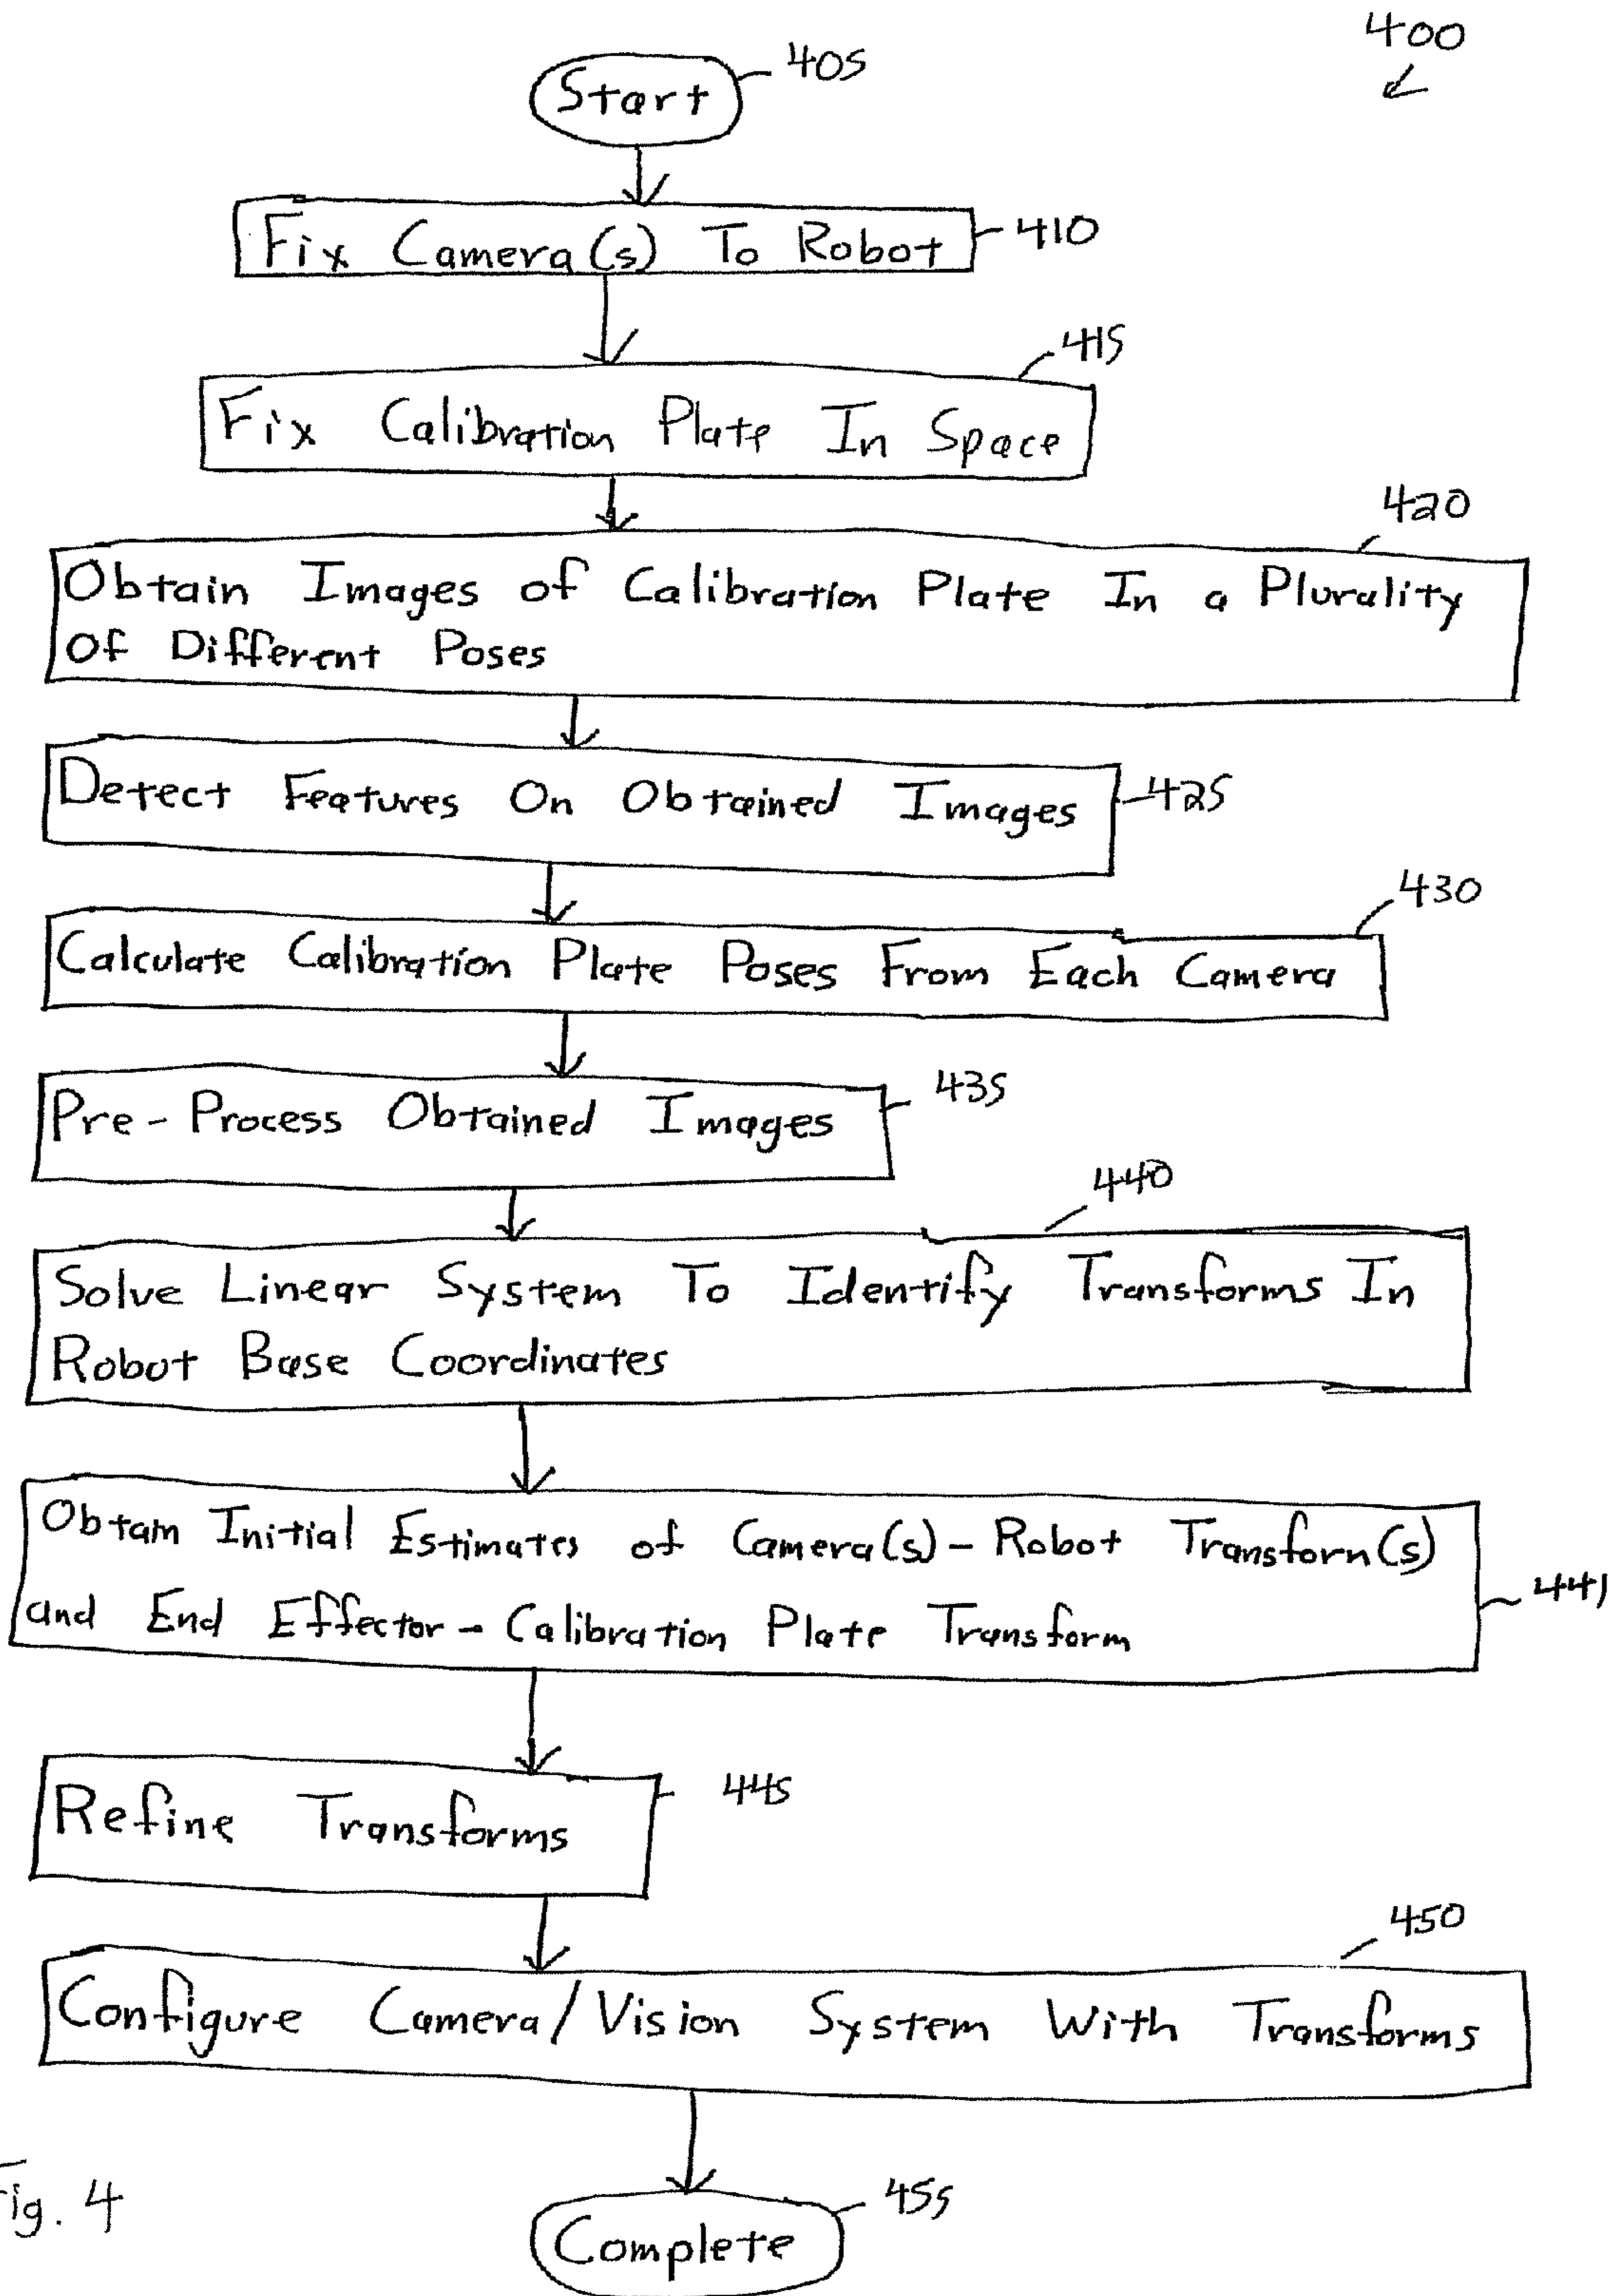 400
Start 405
Fix Camera(s) To Robot 410
415
Fix Calibration Plate In Space
420
Obtain Images of Calibration Plate In a Plurality
Of Different Poses
Detect Features On Obtained Images 425
430
Calculate Calibration Plate Poses From Each Camera
435
Pre-Process Obtained Images
440
Solve Linear System To Identify Transforms In
Robot Base Coordinates
Obtain Initial Estimates of Camera(s)-Robot Transform(s)
and End Effector-Calibration Plate Transform 441
445
Refine Transforms
450
Configure Camera/Vision System With Transforms
455
Fig. 4
Complete